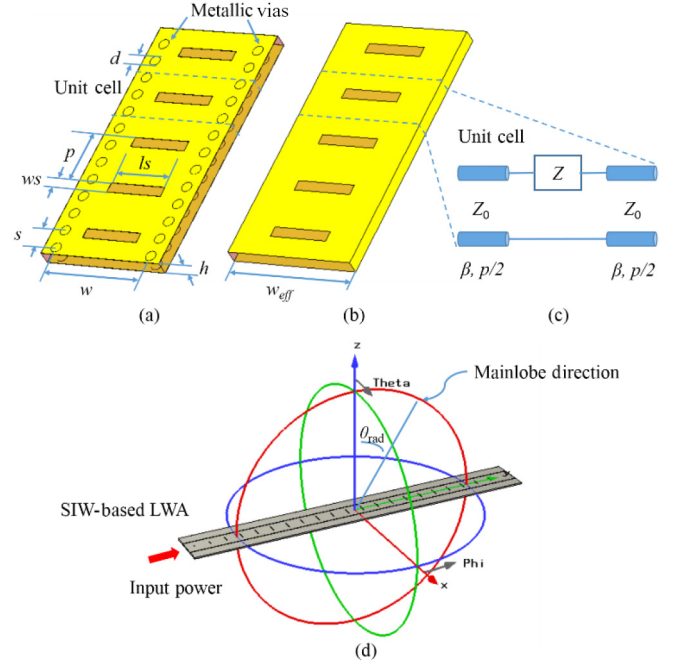 Metallic vias
d
Unit cell
p
ls
ws
s
w
h
(a)
w_eff
(b)
Unit cell
Z
Z₀ Z₀
β, p/2 β, p/2
(c)
z
Theta
Mainlobe direction
θ_rad
SIW-based LWA
Y
Input power
Phi
x
(d)